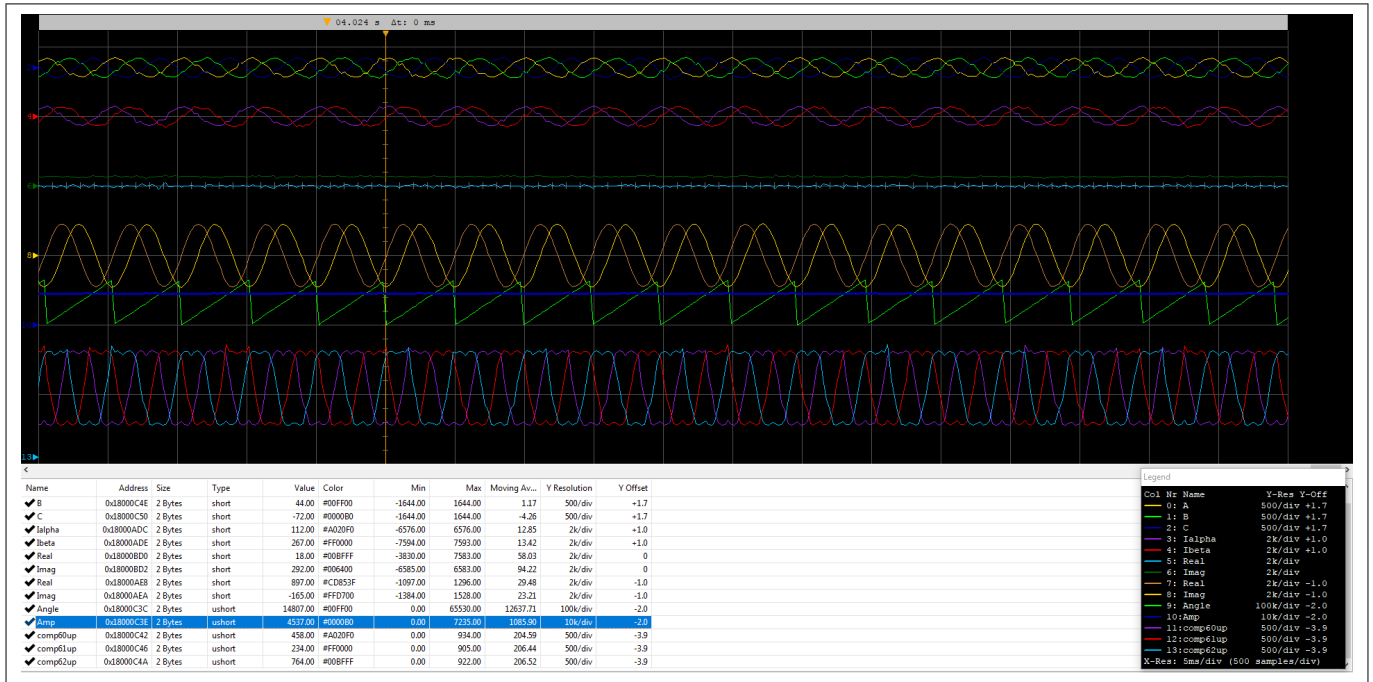 04.024 s Δt: 0 ms
4
6
8
13
Name Address Size Type Value Color Min Max Moving Av... Y Resolution Y Offset
B 0x18000C4E 2 Bytes short 44.00 #00FF00 -1644.00 1644.00 1.17 500/div +1.7
C 0x18000C50 2 Bytes short -72.00 #0000B0 -1644.00 1644.00 -4.26 500/div +1.7
Ialpha 0x18000ADC 2 Bytes short 112.00 #A020F0 -6576.00 6576.00 12.85 2k/div +1.0
Ibeta 0x18000ADE 2 Bytes short 267.00 #FF0000 -7594.00 7593.00 13.42 2k/div +1.0
Real 0x18000BD0 2 Bytes short 18.00 #00BFFF -3830.00 7583.00 58.03 2k/div 0
Imag 0x18000BD2 2 Bytes short 292.00 #006400 -6585.00 6583.00 94.22 2k/div 0
Real 0x18000AE8 2 Bytes short 897.00 #CD853F -1097.00 1296.00 29.48 2k/div -1.0
Imag 0x18000AEA 2 Bytes short -165.00 #FFD700 -1384.00 1528.00 23.21 2k/div -1.0
Angle 0x18000C3C 2 Bytes ushort 14807.00 #00FF00 0.00 65530.00 12637.71 100k/div -2.0
Amp 0x18000C3E 2 Bytes ushort 4537.00 #0000B0 0.00 7235.00 1085.90 10k/div -2.0
comp60up 0x18000C42 2 Bytes ushort 458.00 #A020F0 0.00 934.00 204.59 500/div -3.9
comp61up 0x18000C46 2 Bytes ushort 234.00 #FF0000 0.00 905.00 206.44 500/div -3.9
comp62up 0x18000C4A 2 Bytes ushort 764.00 #00BFFF 0.00 922.00 206.52 500/div -3.9
Legend
Col Nr Name Y-Res Y-Off
0: A 500/div +1.7
1: B 500/div +1.7
2: C 500/div +1.7
3: Ialpha 2k/div +1.0
4: Ibeta 2k/div +1.0
5: Real 2k/div
6: Imag 2k/div
7: Real 2k/div -1.0
8: Imag 2k/div -1.0
9: Angle 100k/div -2.0
10:Amp 10k/div -2.0
11:comp60up 500/div -3.9
12:comp61up 500/div -3.9
13:comp62up 500/div -3.9
X-Res: 5ms/div (500 samples/div)